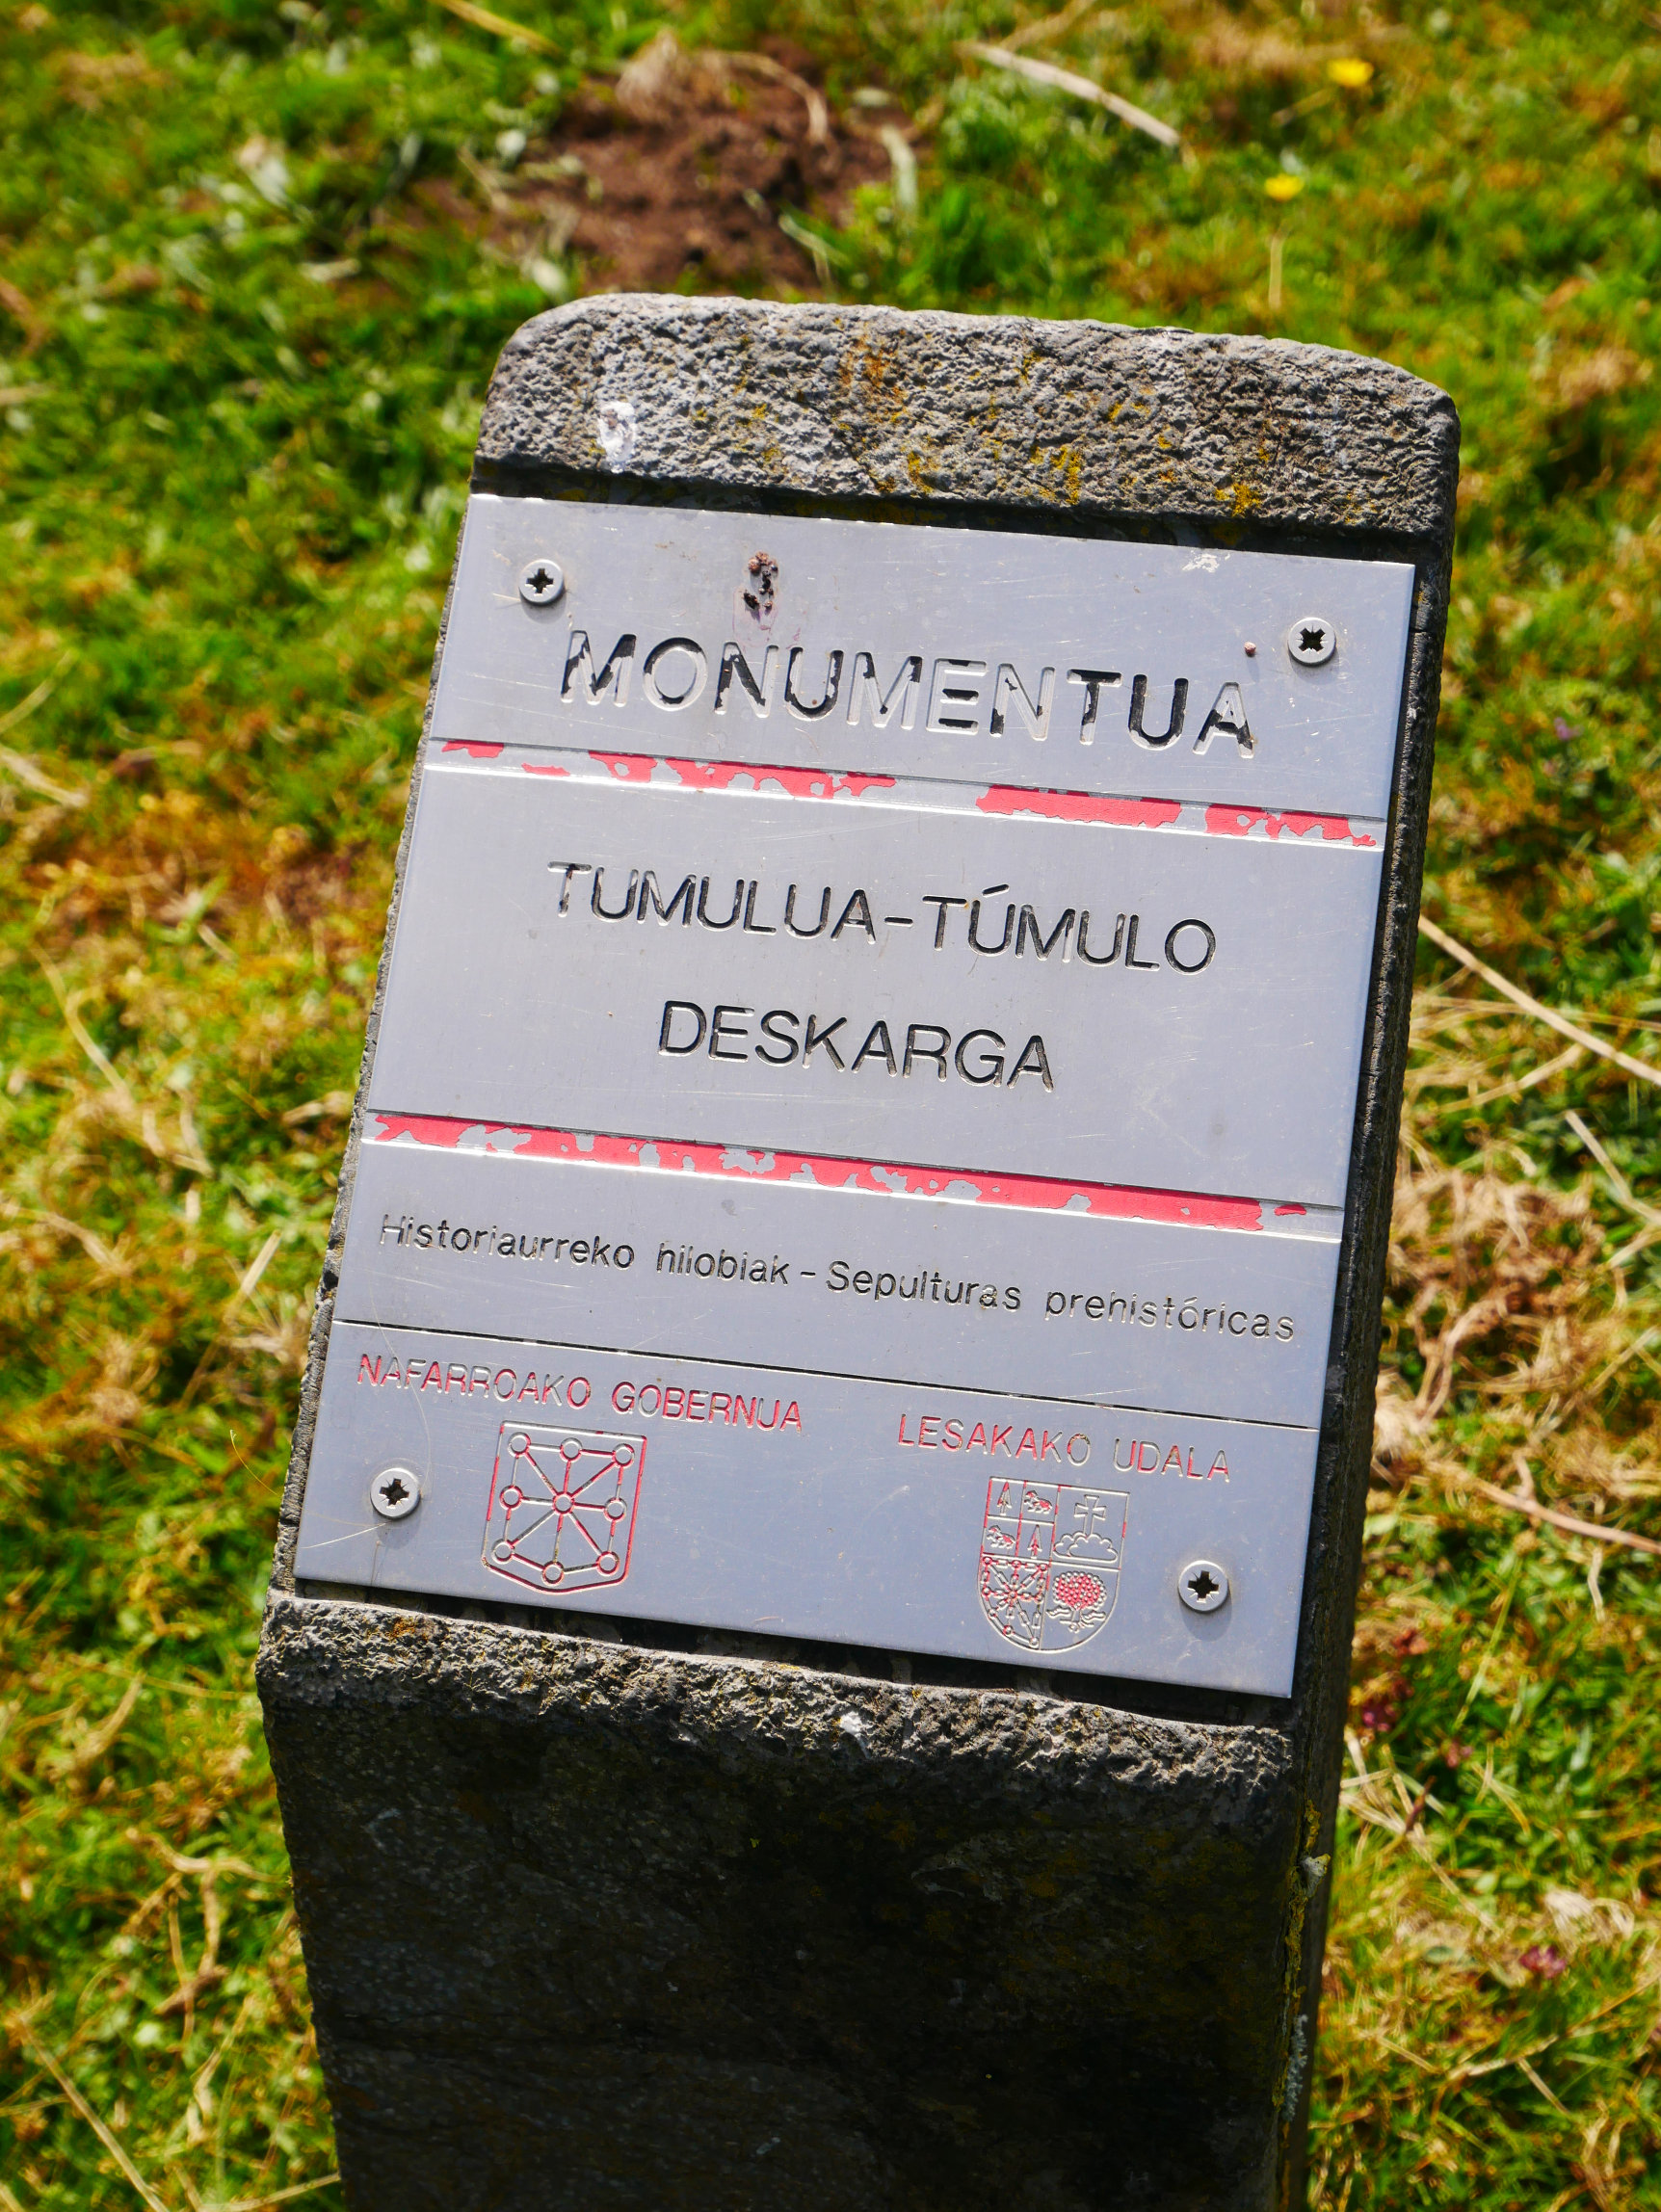 MONUMENTUA
TUMULUA-TÚMULO
DESKARGA
Historiaurreko hilobiak - Sepulturas prehistóricas
NAFARROAKO GOBERNUA
LESAKAKO UDALA